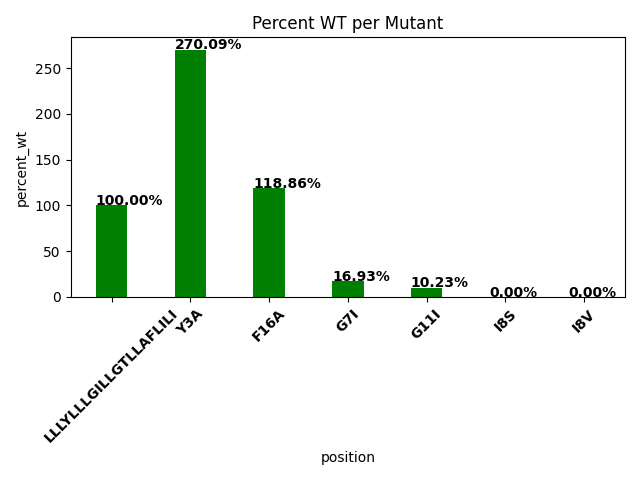 Percent WT per Mutant
percent_wt
250
200
150
100
50
0
100.00%
270.09%
118.86%
16.93%
10.23%
0.00%
0.00%
LLLYLLLGILLGTLLAFLILI
Y3A
F16A
G7I
G11I
I8S
I8V
position